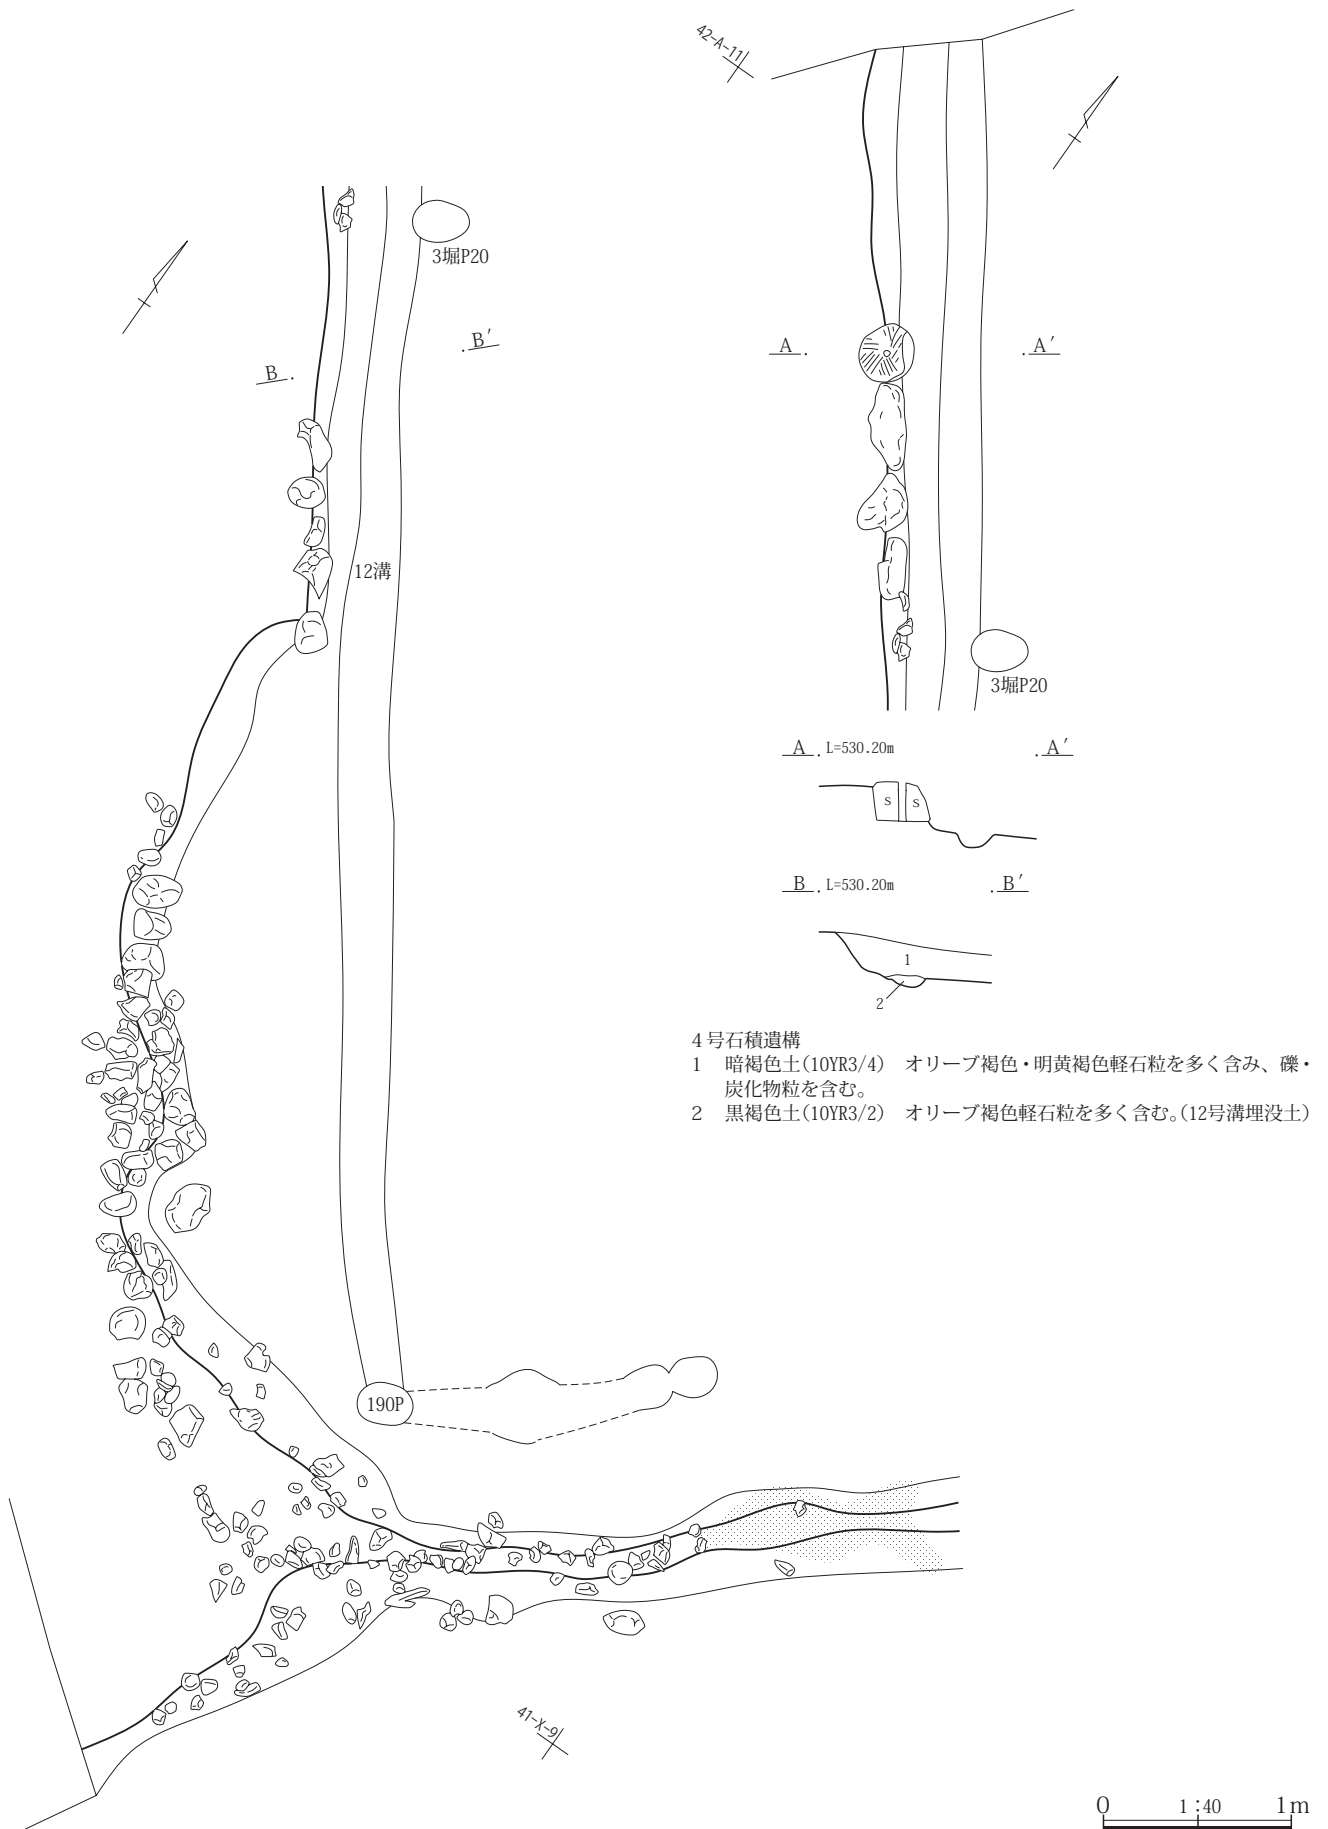 42-A-11
3堀P20
B
B′
12溝
A
A′
3堀P20
A L=530.20m A′
S S
B L=530.20m B′
1
2
4号石積遺構
1 暗褐色土(10YR3/4) オリーブ褐色・明黄褐色軽石粒を多く含み、礫・
炭化物粒を含む。
2 黒褐色土(10YR3/2) オリーブ褐色軽石粒を多く含む。(12号溝埋没土)
190P
41-X-9
0 1:40 1m